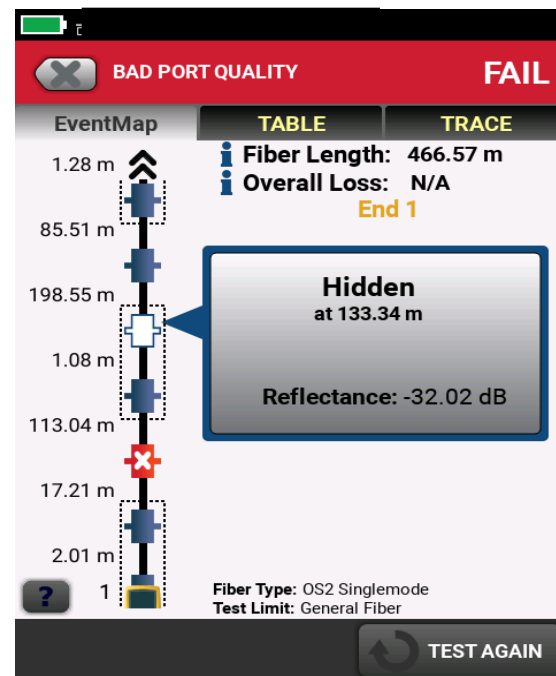 BAD PORT QUALITY
FAIL
EventMap
TABLE
TRACE
1.28 m
Fiber Length: 466.57 m
Overall Loss: N/A
End 1
85.51 m
198.55 m
Hidden
at 133.34 m
1.08 m
Reflectance: -32.02 dB
113.04 m
17.21 m
2.01 m
? 1
Fiber Type: OS2 Singlemode
Test Limit: General Fiber
TEST AGAIN